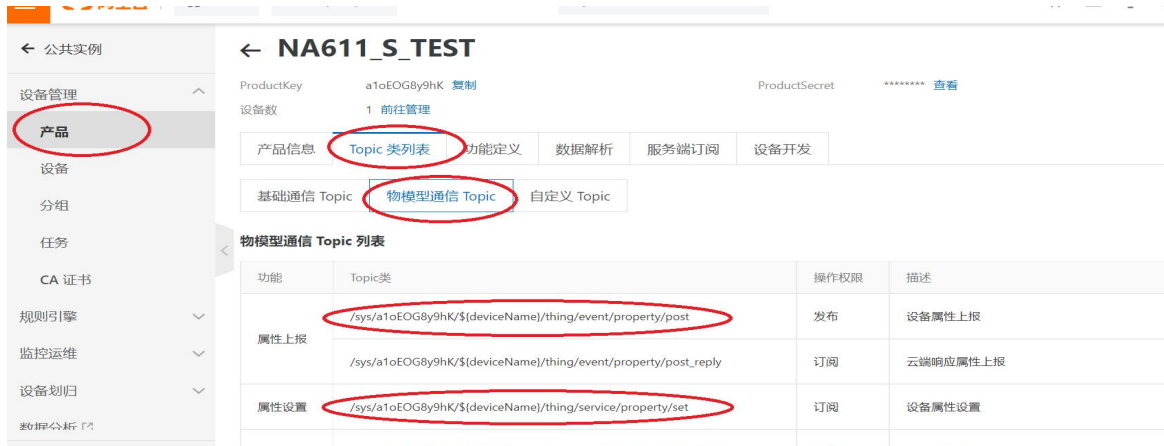 公共实例
NA611_S_TEST
ProductKey a1oEOG8y9hK 复制 ProductSecret ******** 查看
设备管理
设备数 1 前往管理
产品
产品信息 Topic 类列表 功能定义 数据解析 服务端订阅 设备开发
设备
分组
基础通信 Topic 物模型通信 Topic 自定义 Topic
任务
物模型通信 Topic 列表
CA 证书
功能 Topic类 操作权限 描述
规则引擎
/sys/a1oEOG8y9hK/${deviceName}/thing/event/property/post 发布 设备属性上报
属性上报
监控运维
/sys/a1oEOG8y9hK/${deviceName}/thing/event/property/post_reply 订阅 云端响应属性上报
设备划归
属性设置 /sys/a1oEOG8y9hK/${deviceName}/thing/service/property/set 订阅 设备属性设置
数据分析